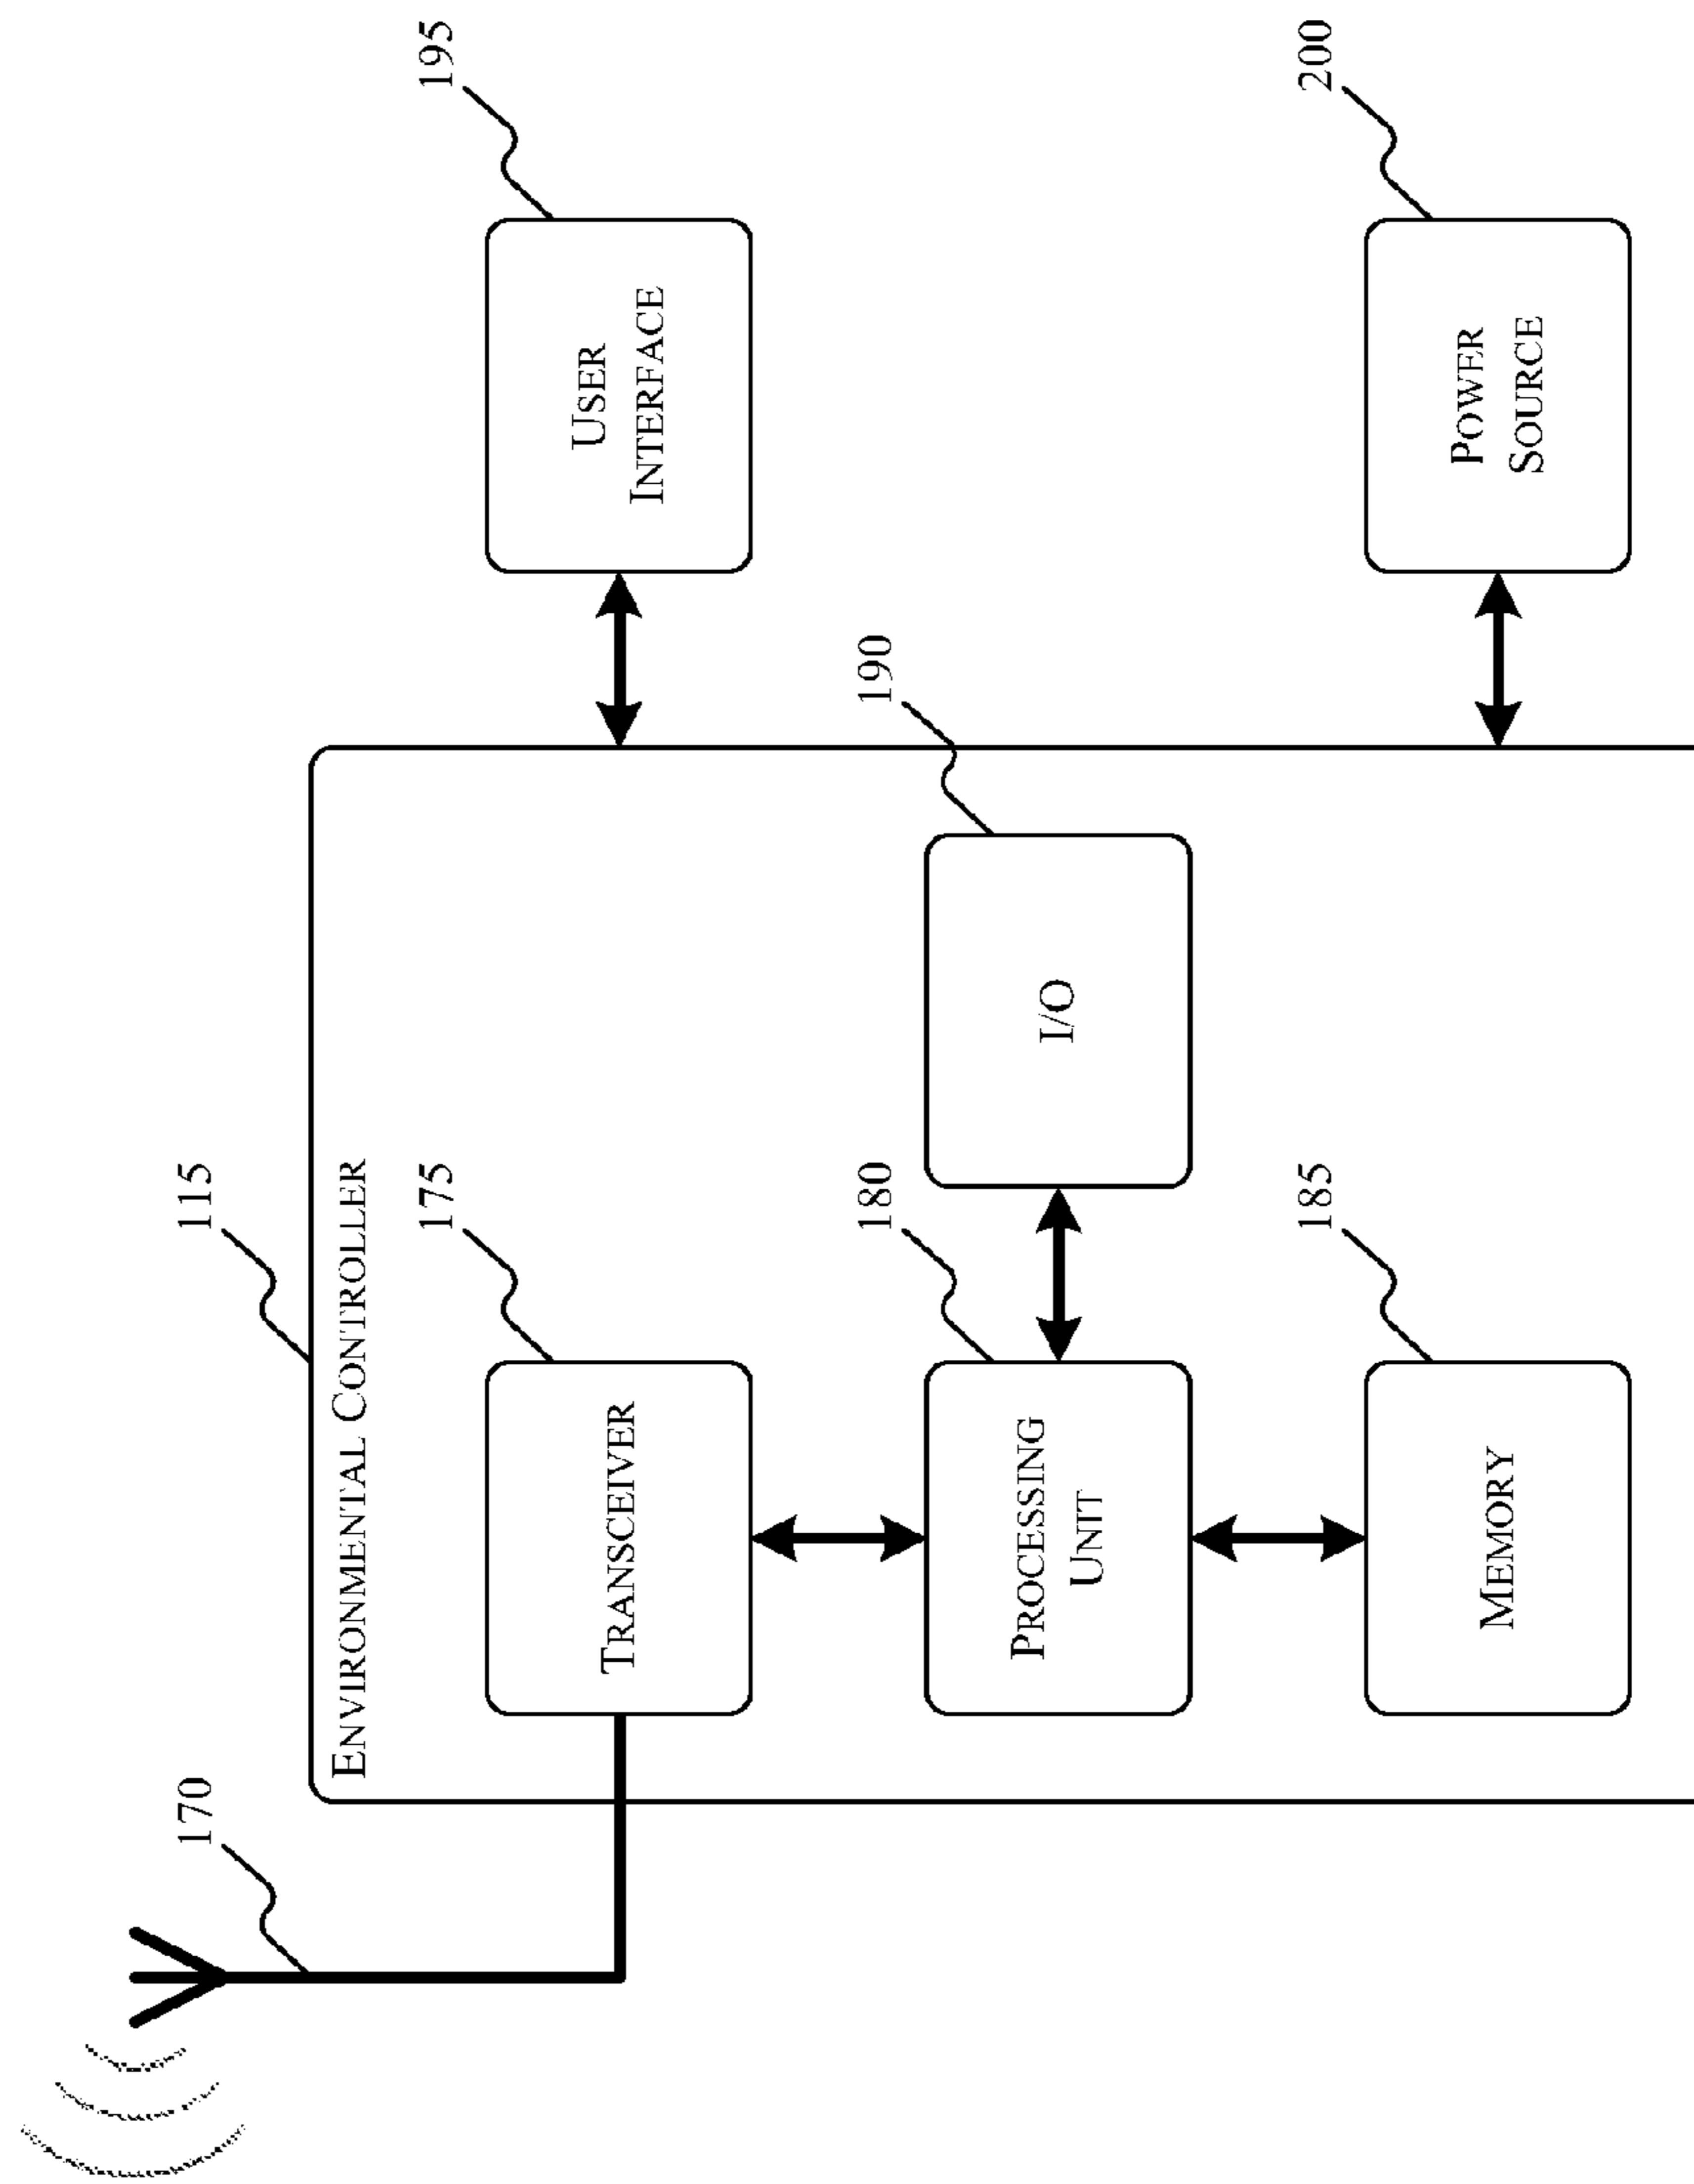 170
115
ENVIRONMENTAL CONTROLLER
175
TRANSCEIVER
195
USER
INTERFACE
180
PROCESSING
UNIT
190
I/O
185
MEMORY
200
POWER
SOURCE